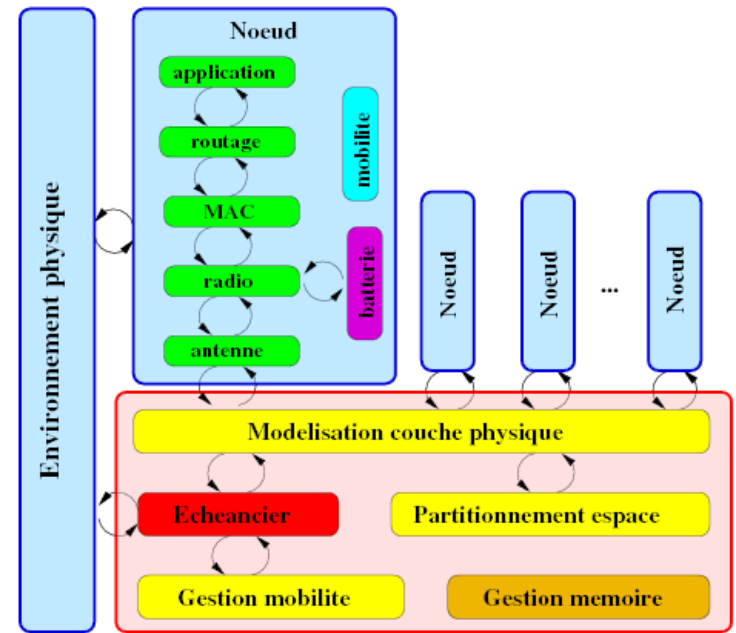 Environnement physique
Noeud
application
routage
MAC
radio
antenne
mobilite
batterie
Noeud
Noeud
...
Noeud
Modelisation couche physique
Echeancier
Partitionnement espace
Gestion mobilite
Gestion memoire